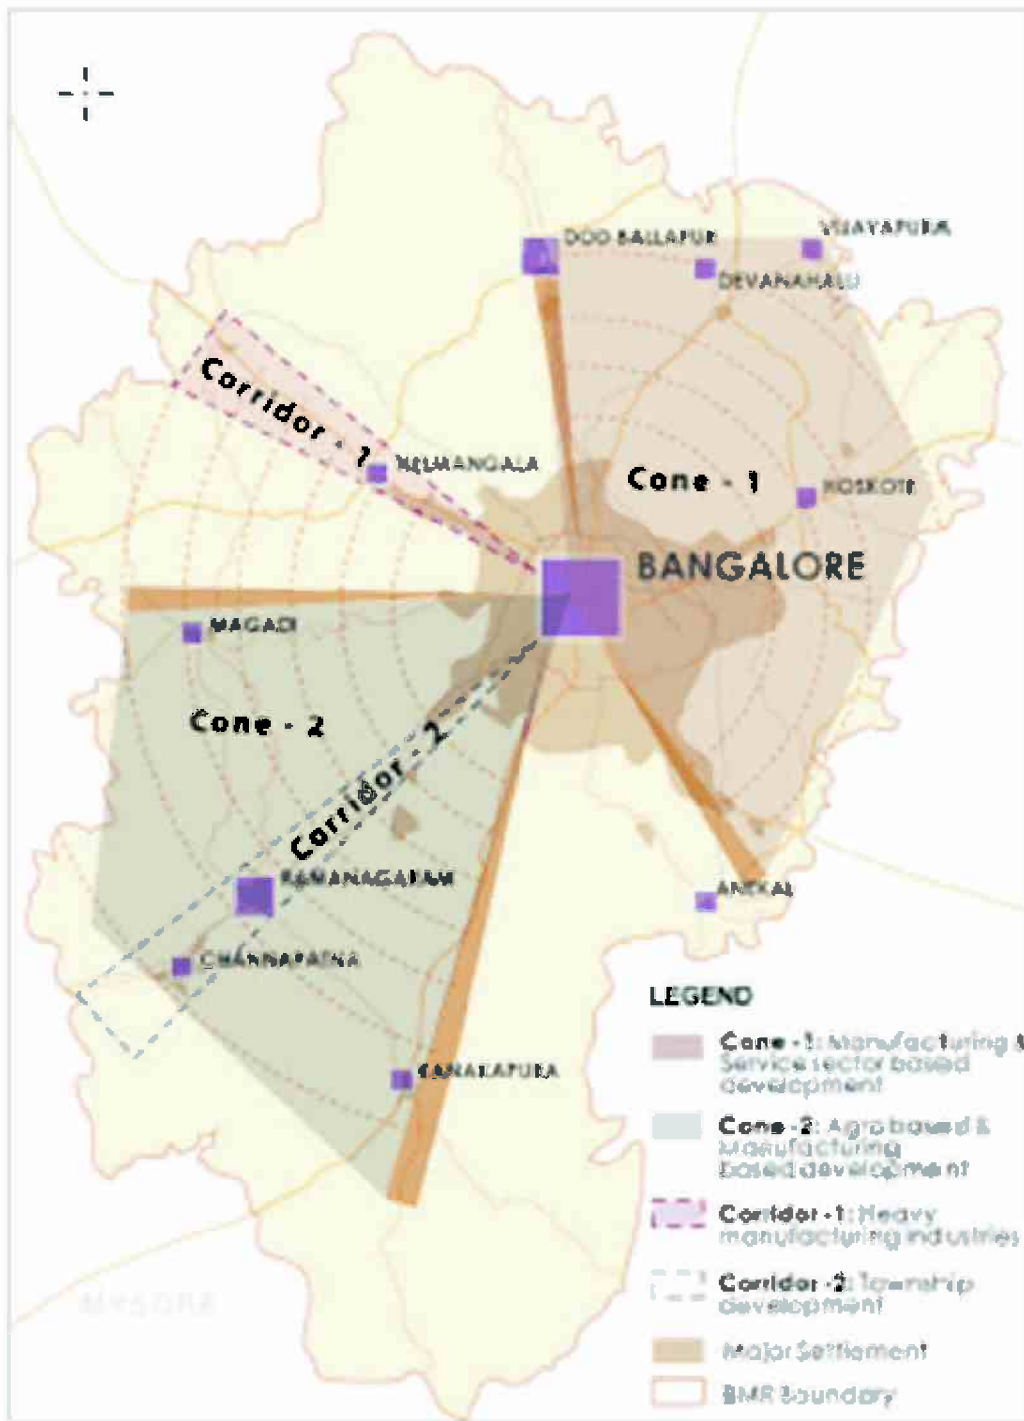 DOD BALLAPUR
VIJAYAPURA
DEVANAHALLI
Corridor - 1
NELMANGALA
Cone - 1
HOSKOTE
BANGALORE
MAGADI
Cone - 2
Corridor - 2
RAMANAGARAM
ANEKAL
CHANNAPATNA
KANAKAPURA
MYSORE
LEGEND
Cone -1: Manufacturing &
Service sector based
development
Cone -2: Agro based &
Manufacturing
based development
Corridor -1: Heavy
manufacturing industries
Corridor -2: Township
development
Major Settlement
BMR Boundary